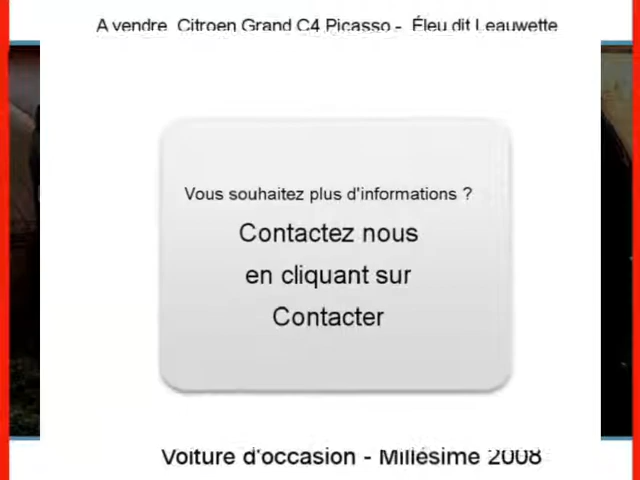 A vendre Citroen Grand C4 Picasso - Éleu dit Leauwette
Vous souhaitez plus d'informations ?
Contactez nous
en cliquant sur
Contacter
Voiture d'occasion - Millésime 2008